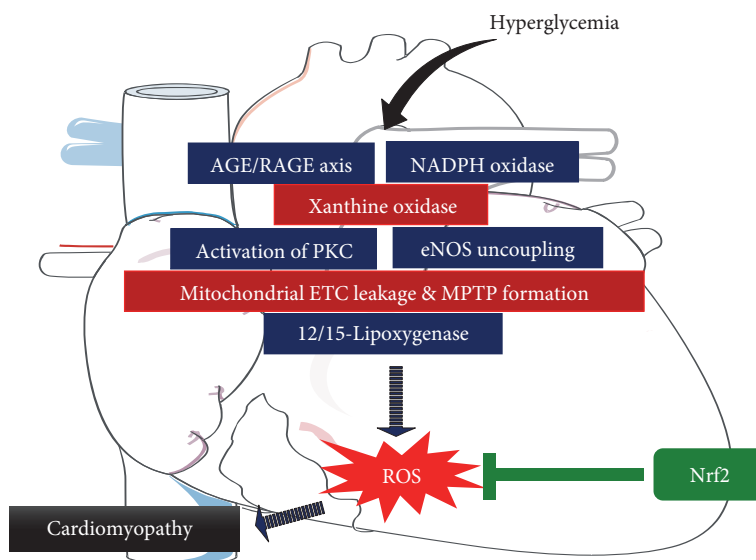 Hyperglycemia
AGE/RAGE axis
NADPH oxidase
Xanthine oxidase
Activation of PKC
eNOS uncoupling
Mitochondrial ETC leakage & MPTP formation
12/15-Lipoxygenase
ROS
Nrf2
Cardiomyopathy